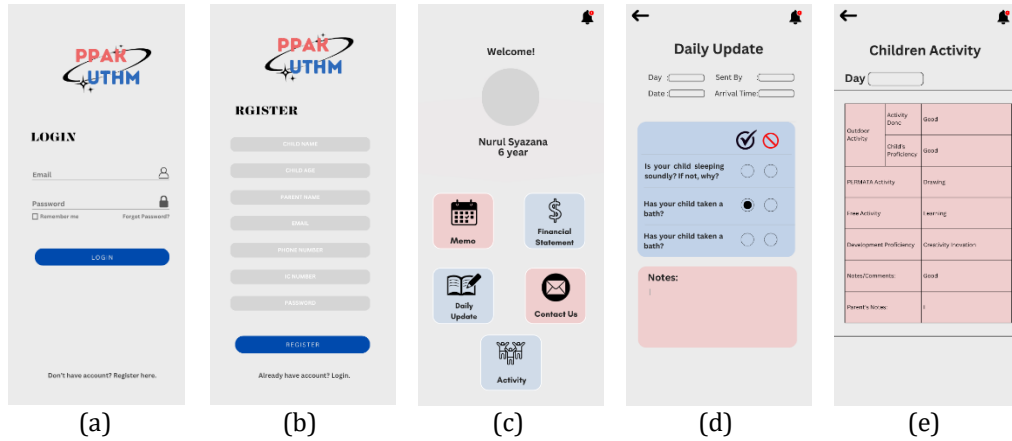 PPAK
UTHM
LOGIN
Email
Password
Remember me Forgot Password?
LOGIN
Don't have account? Register here.
(a)
PPAK
UTHM
RGISTER
CHILD NAME
CHILD AGE
PARENT NAME
EMAIL
PHONE NUMBER
IC NUMBER
PASSWORD
REGISTER
Already have account? Login.
(b)
Welcome!
Nurul Syazana
6 year
Memo
Financial
Statement
Daily
Update
Contact Us
Activity
(c)
Daily Update
Day : Sent By :
Date : Arrival Time:
Is your child sleeping
soundly? If not, why?
Has your child taken a
bath?
Has your child taken a
bath?
Notes:
(d)
Children Activity
Day
Outdoor
Activity
Activity
Done
Good
Child's
Proficiency
Good
PERMATA Activity Drawing
Free Activity Learning
Development Proficiency Creativity Inovation
Notes/Comments: Good
Parent's Notes:
(e)